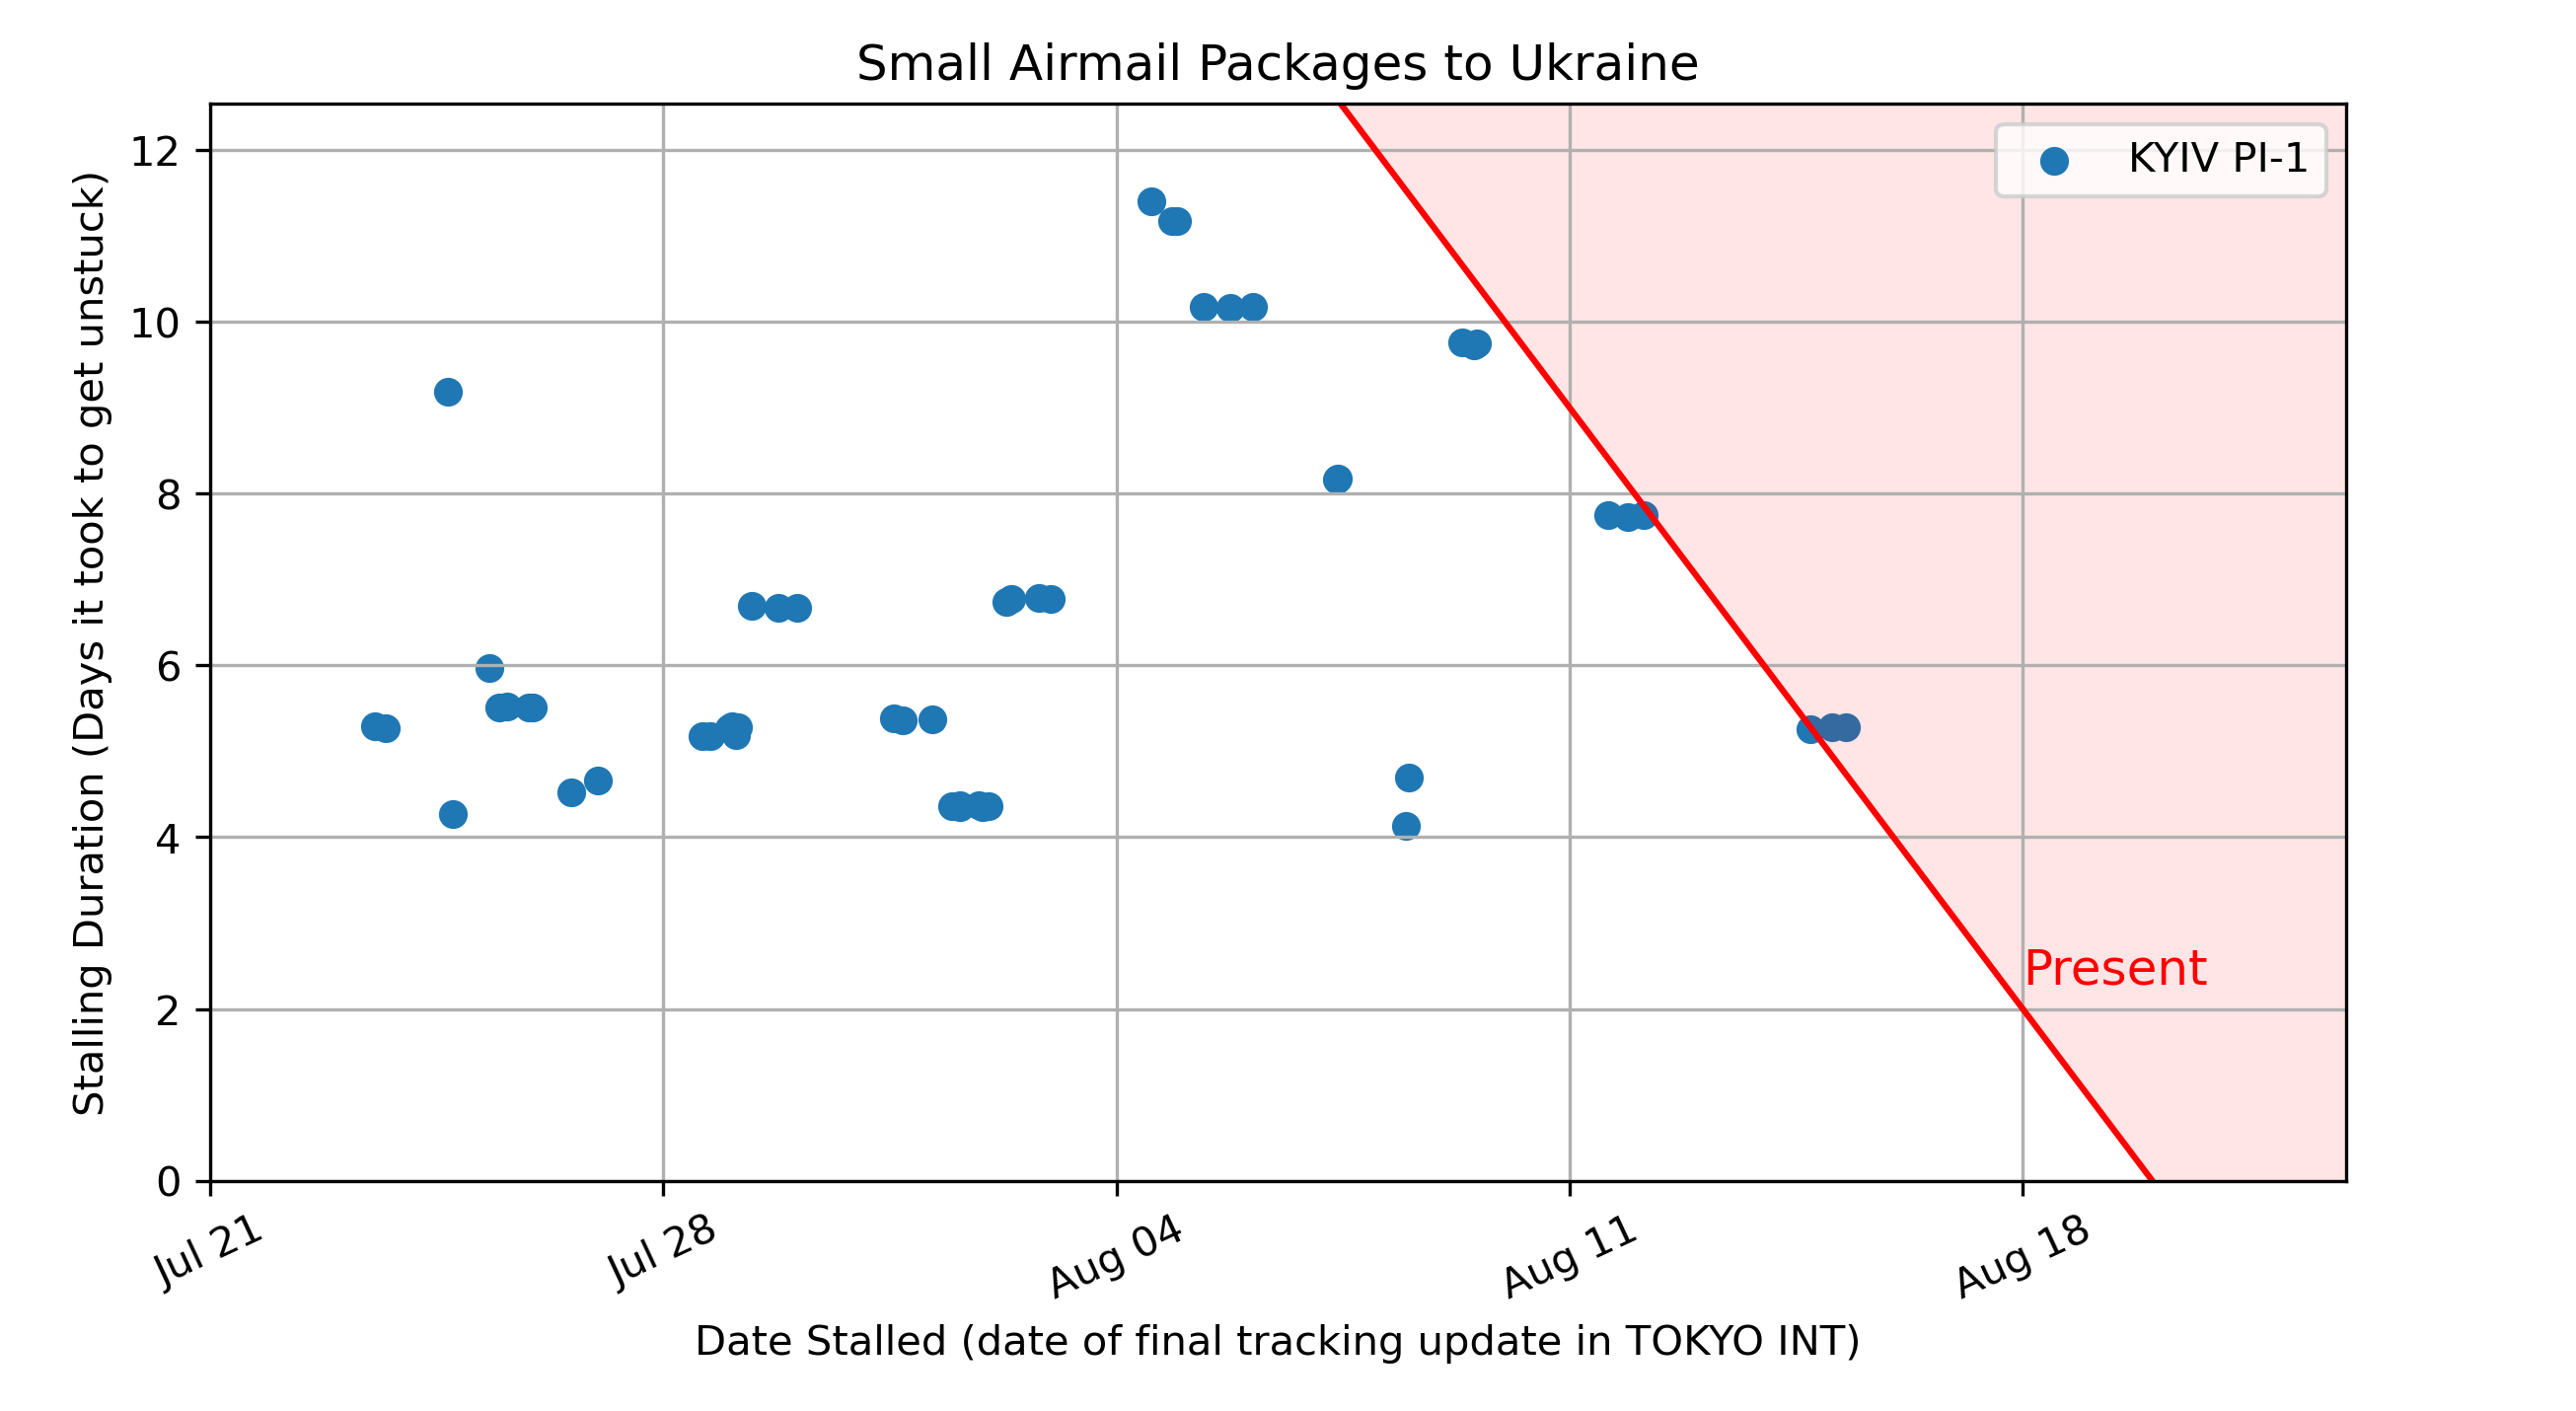 Small Airmail Packages to Ukraine
KYIV PI-1
12
10
8
6
4
2
0
Stalling Duration (Days it took to get unstuck)
Present
Jul 21
Jul 28
Aug 04
Aug 11
Aug 18
Date Stalled (date of final tracking update in TOKYO INT)